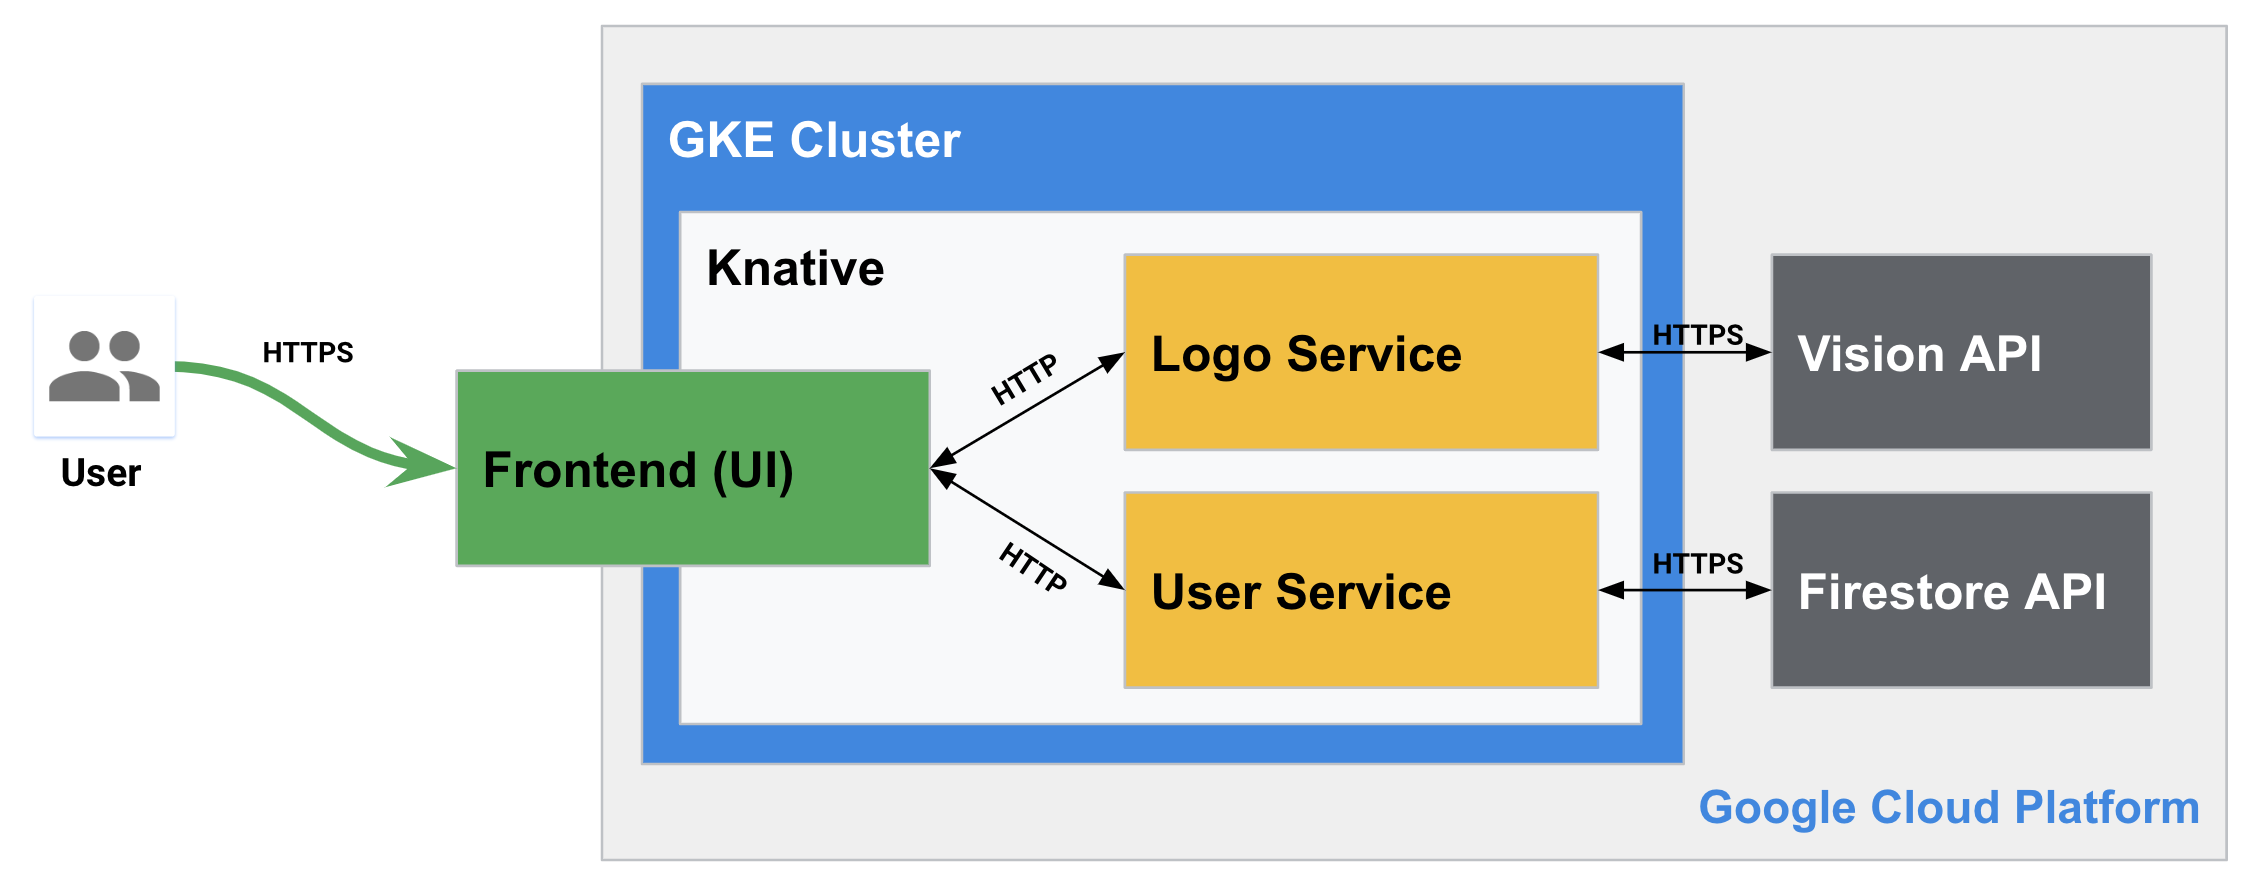 GKE Cluster
Knative
HTTPS
User
Frontend (UI)
HTTP
HTTP
Logo Service
User Service
HTTPS
HTTPS
Vision API
Firestore API
Google Cloud Platform